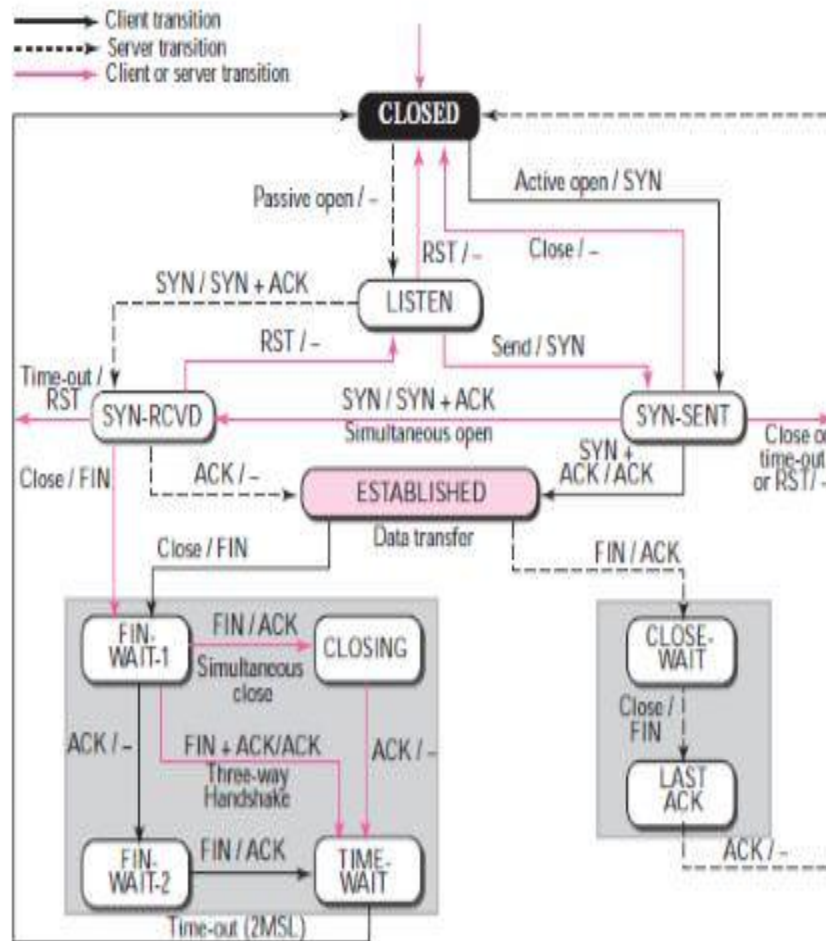 Client transition
Server transition
Client or server transition
CLOSED
Active open / SYN
Passive open / –
Close / –
RST / –
SYN / SYN + ACK
LISTEN
RST / –
Send / SYN
Time-out /
RST
SYN-RCVD
SYN / SYN + ACK
Simultaneous open
SYN-SENT
Close or
time-out
or RST / –
Close / FIN
ACK / –
SYN +
ACK / ACK
ESTABLISHED
Data transfer
Close / FIN
FIN / ACK
FIN-
WAIT-1
FIN / ACK
Simultaneous
close
CLOSING
CLOSE-
WAIT
Close /
FIN
ACK / –
FIN + ACK/ACK
Three-way
Handshake
ACK / –
LAST
ACK
FIN-
WAIT-2
FIN / ACK
TIME-
WAIT
ACK / –
Time-out (2MSL)